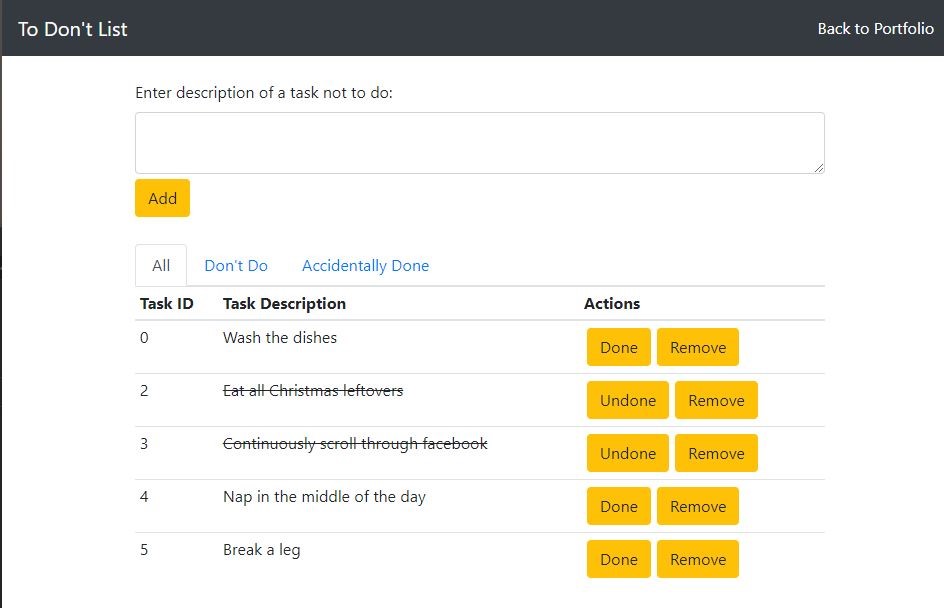 To Don't List Back to Portfolio
Enter description of a task not to do:
Add
All Don't Do Accidentally Done
Task ID Task Description Actions
0 Wash the dishes Done Remove
2 Eat all Christmas leftovers Undone Remove
3 Continuously scroll through facebook Undone Remove
4 Nap in the middle of the day Done Remove
5 Break a leg Done Remove